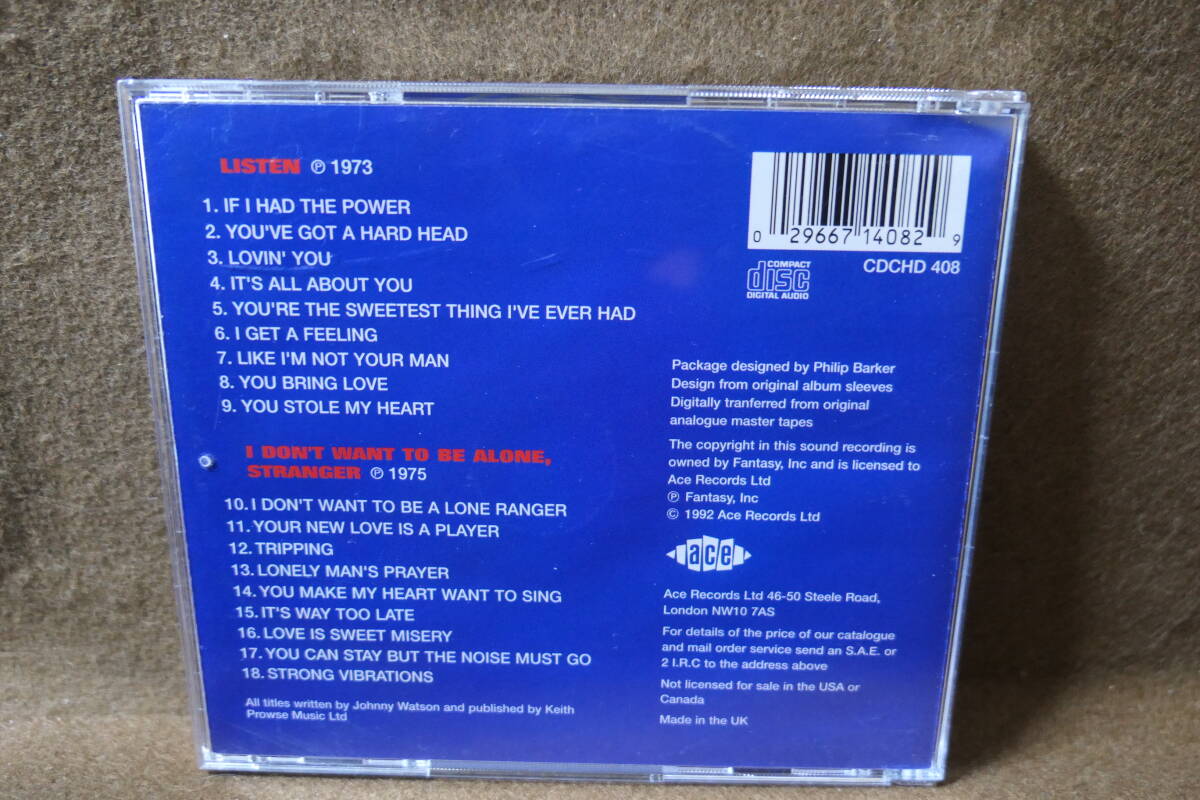 LISTEN ℗ 1973
1. IF I HAD THE POWER
2. YOU'VE GOT A HARD HEAD
3. LOVIN' YOU
4. IT'S ALL ABOUT YOU
5. YOU'RE THE SWEETEST THING I'VE EVER HAD
6. I GET A FEELING
7. LIKE I'M NOT YOUR MAN
8. YOU BRING LOVE
9. YOU STOLE MY HEART
I DON'T WANT TO BE ALONE,
STRANGER ℗ 1975
10. I DON'T WANT TO BE A LONE RANGER
11. YOUR NEW LOVE IS A PLAYER
12. TRIPPING
13. LONELY MAN'S PRAYER
14. YOU MAKE MY HEART WANT TO SING
15. IT'S WAY TOO LATE
16. LOVE IS SWEET MISERY
17. YOU CAN STAY BUT THE NOISE MUST GO
18. STRONG VIBRATIONS
All titles written by Johnny Watson and published by Keith
Prowse Music Ltd
0 29667 14082 9
COMPACT
disc
DIGITAL AUDIO
CDCHD 408
Package designed by Philip Barker
Design from original album sleeves
Digitally tranferred from original
analogue master tapes
The copyright in this sound recording is
owned by Fantasy, Inc and is licensed to
Ace Records Ltd
℗ Fantasy, Inc
© 1992 Ace Records Ltd
ace
Ace Records Ltd 46-50 Steele Road,
London NW10 7AS
For details of the price of our catalogue
and mail order service send an S.A.E. or
2 I.R.C to the address above
Not licensed for sale in the USA or
Canada
Made in the UK